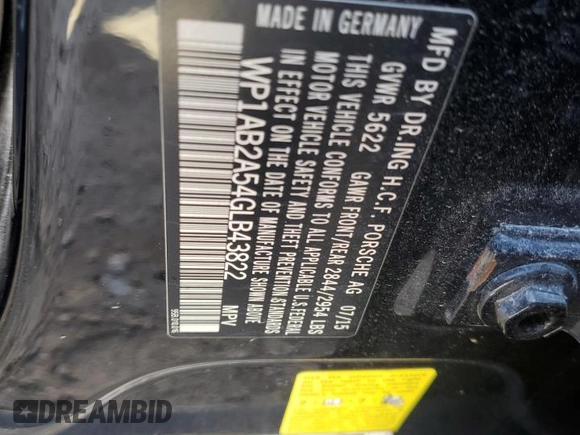 MFD BY DR.ING H.C.F. PORSCHE AG 07/15
GVWR 5622 GAWR FRONT/REAR 2844/2954 LBS
THIS VEHICLE CONFORMS TO ALL APPLICABLE U.S. FEDERAL
MOTOR VEHICLE SAFETY AND THEFT PREVENTION STANDARDS
IN EFFECT ON THE DATE OF MANUFACTURE SHOWN ABOVE
WP1AB2A54GLB43822 MPV
MADE IN GERMANY
DREAMBID